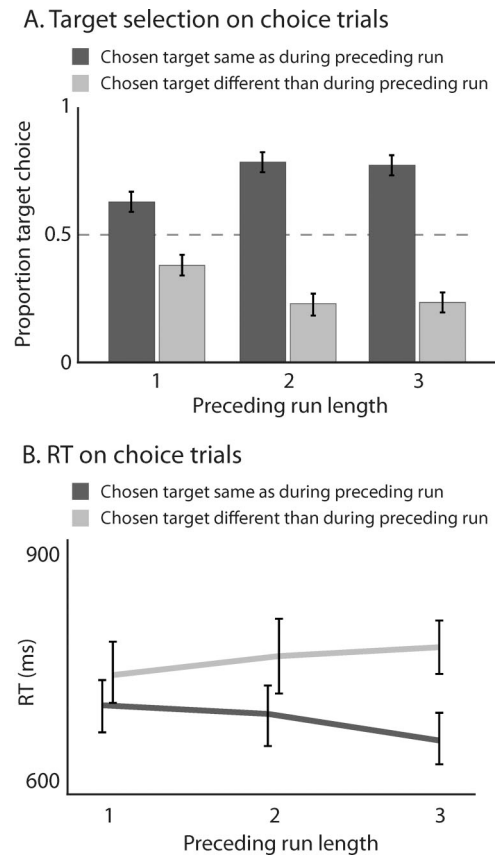 A. Target selection on choice trials
Chosen target same as during preceding run
Chosen target different than during preceding run
1
Proportion target choice
0.5
0
1 2 3
Preceding run length
B. RT on choice trials
Chosen target same as during preceding run
Chosen target different than during preceding run
900
RT (ms)
600
1 2 3
Preceding run length